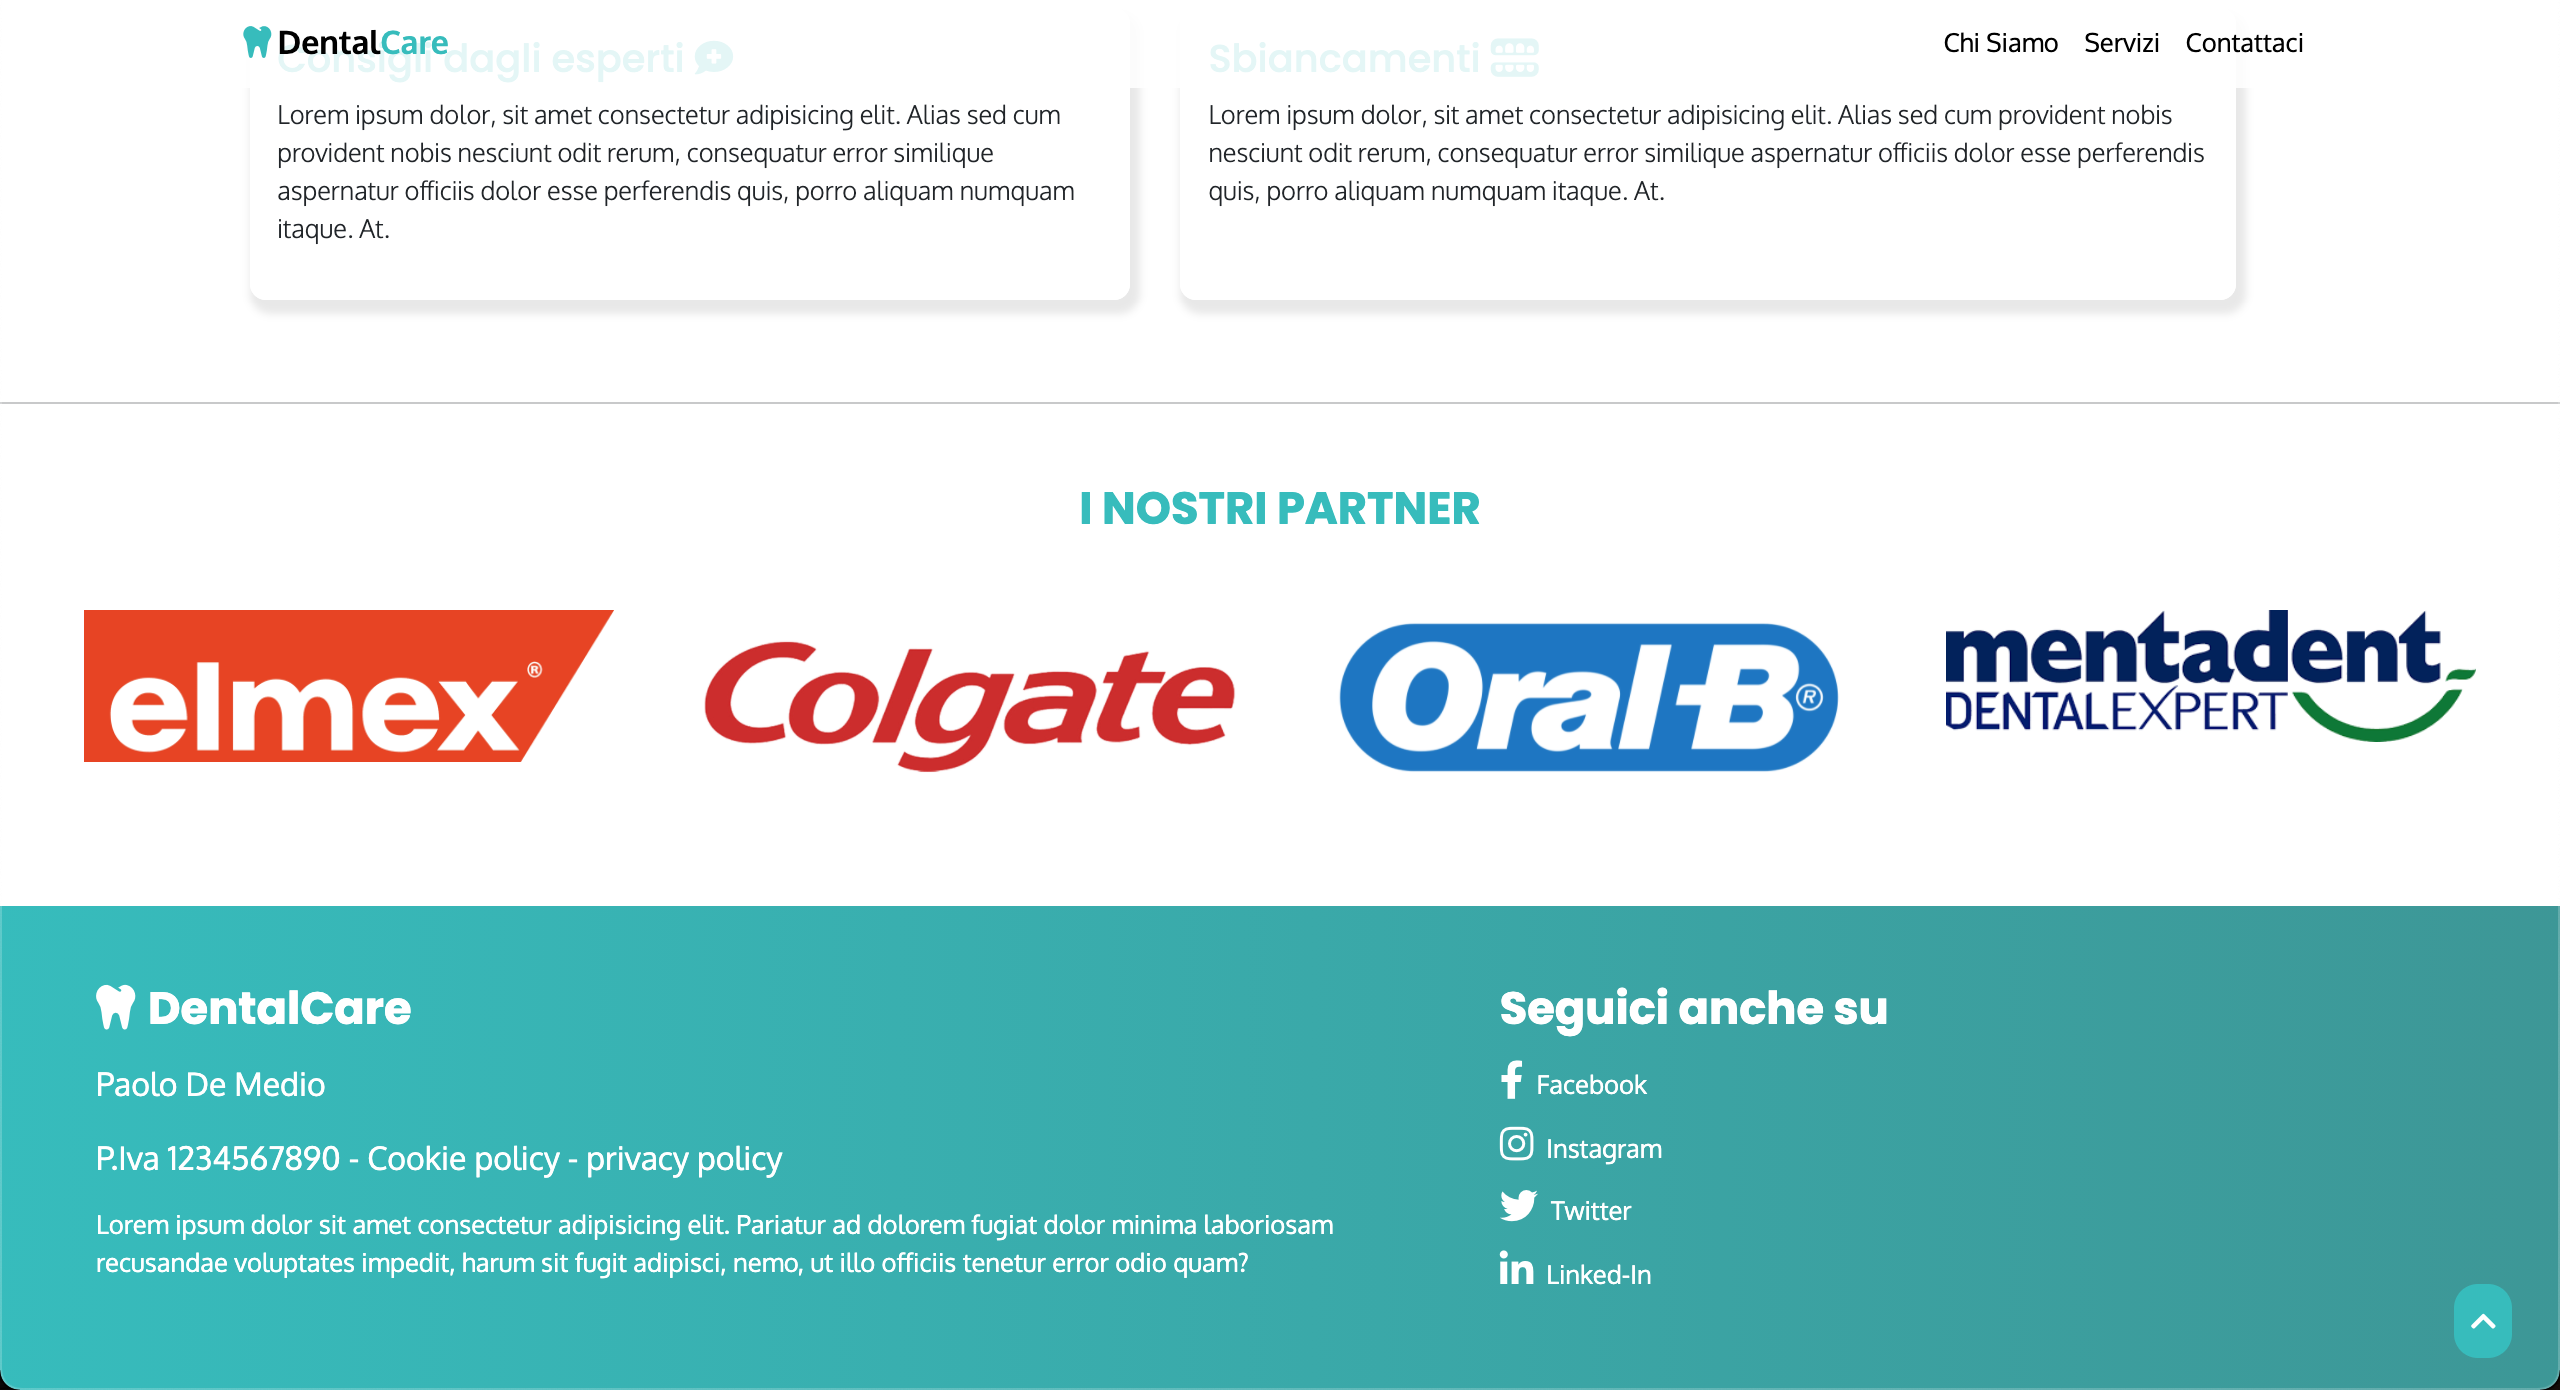 DentalCare
Chi Siamo Servizi Contattaci
Consigli dagli esperti
Lorem ipsum dolor, sit amet consectetur adipisicing elit. Alias sed cum
provident nobis nesciunt odit rerum, consequatur error similique
aspernatur officiis dolor esse perferendis quis, porro aliquam numquam
itaque. At.
Sbiancamenti
Lorem ipsum dolor, sit amet consectetur adipisicing elit. Alias sed cum provident nobis
nesciunt odit rerum, consequatur error similique aspernatur officiis dolor esse perferendis
quis, porro aliquam numquam itaque. At.
I NOSTRI PARTNER
elmex®
Colgate
Oral-B®
mentadent
DENTALEXPERT
DentalCare
Paolo De Medio
P.Iva 1234567890 - Cookie policy - privacy policy
Lorem ipsum dolor sit amet consectetur adipisicing elit. Pariatur ad dolorem fugiat dolor minima laboriosam
recusandae voluptates impedit, harum sit fugit adipisci, nemo, ut illo officiis tenetur error odio quam?
Seguici anche su
Facebook
Instagram
Twitter
Linked-In